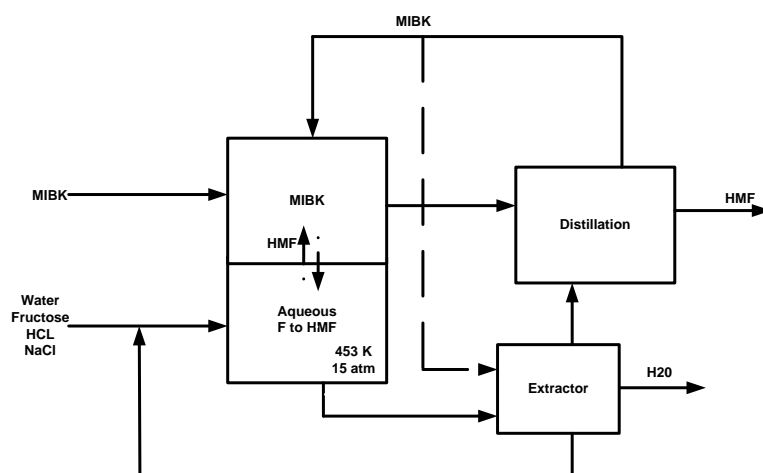 MIBK
MIBK
MIBK
HMF
HMF
Distillation
Water
Fructose
HCL
NaCl
Aqueous
F to HMF
453 K
15 atm
Extractor
H20